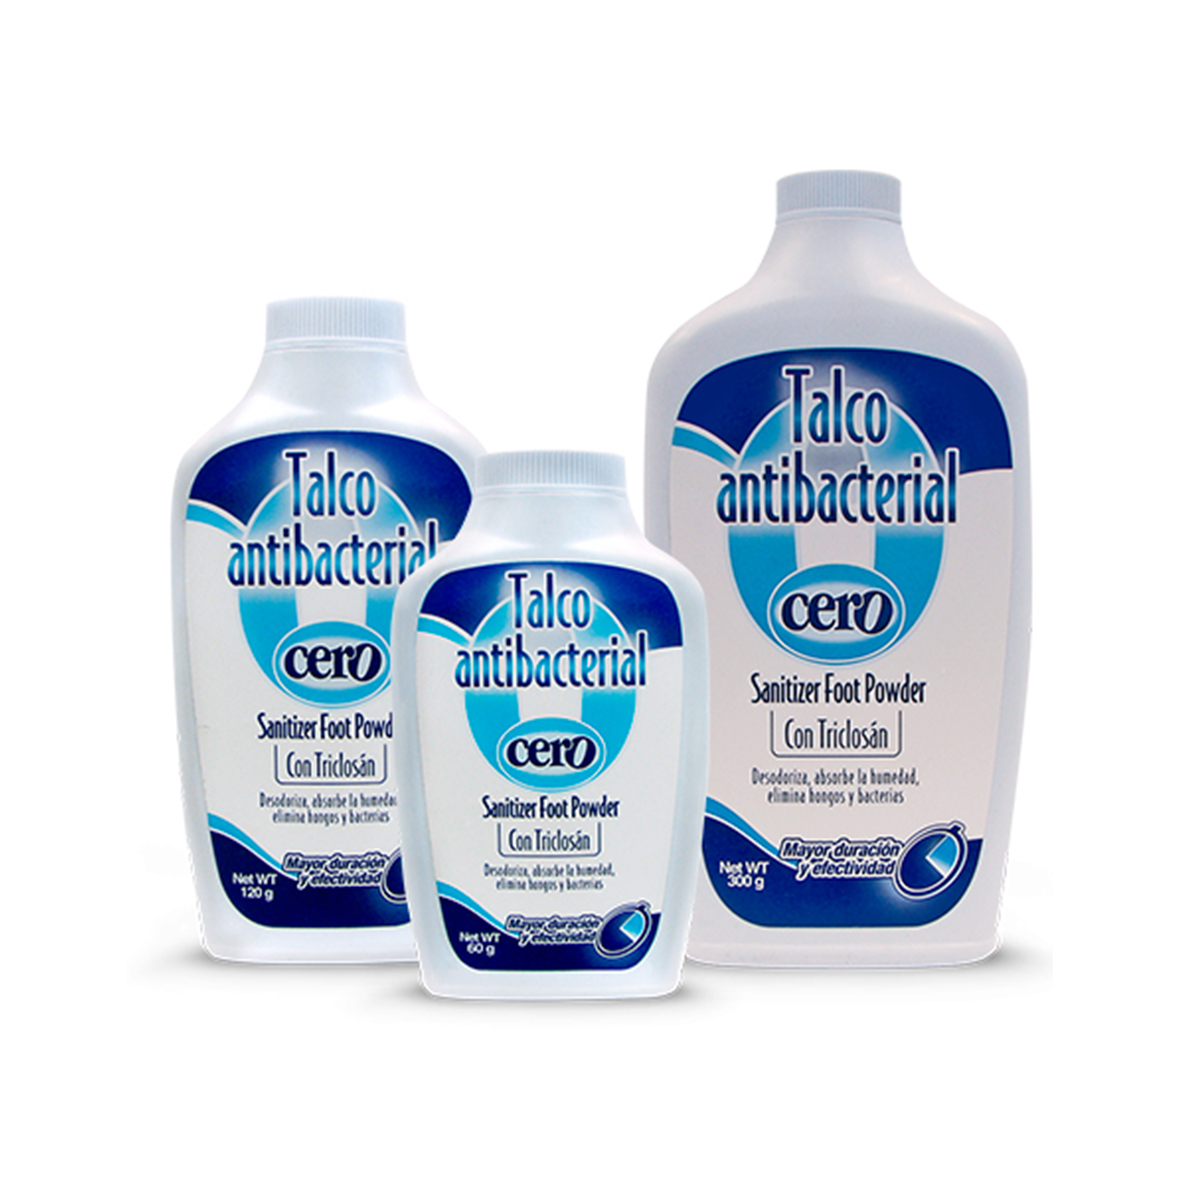 Talco
antibacterial
cero
Sanitizer Foot Powd
Con Triclosán
Desodoriza, absorbe la humedad
elimina hongos y bacterias
Mayor duración
y efectividad
Net WT
120 g
Talco
antibacterial
cero
Sanitizer Foot Powder
Con Triclosán
Desodoriza, absorbe la humedad,
elimina hongos y bacterias
Mayor duración
y efectividad
Net WT
60 g
Talco
antibacterial
cero
Sanitizer Foot Powder
Con Triclosán
Desodoriza, absorbe la humedad,
elimina hongos y bacterias
Mayor duración
y efectividad
Net WT
300 g